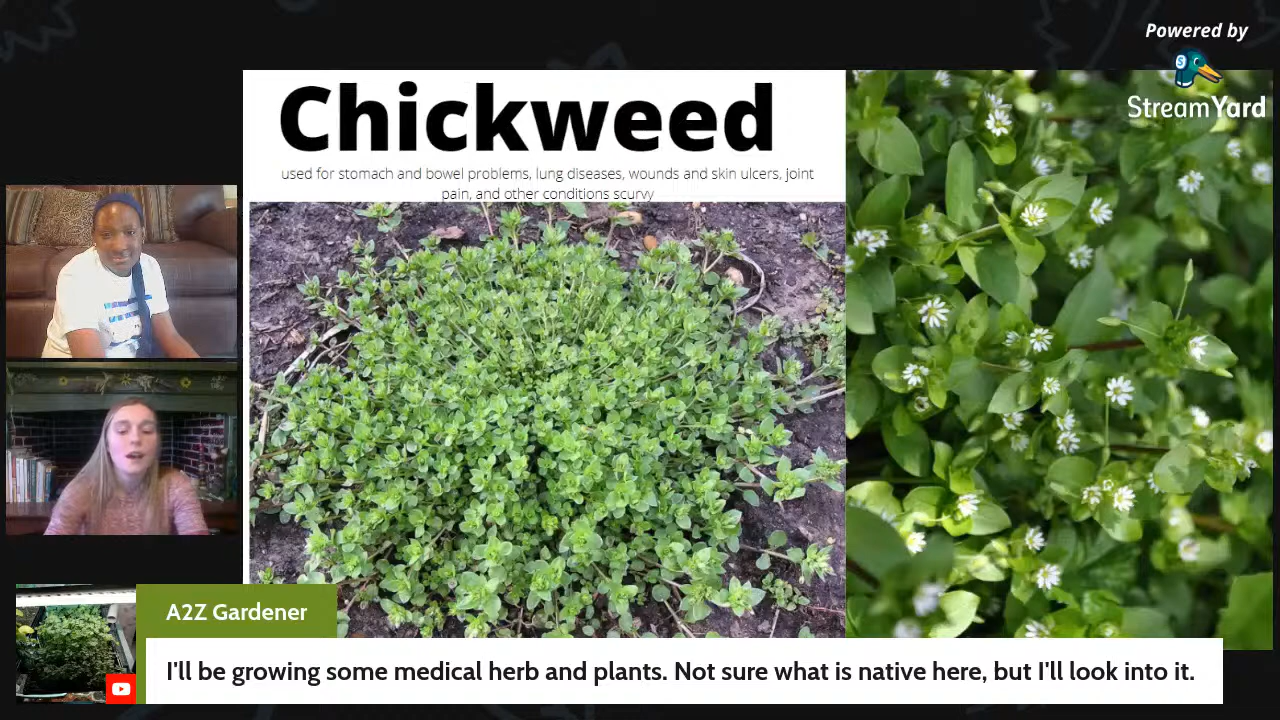 Powered by
StreamYard
Chickweed
used for stomach and bowel problems, lung diseases, wounds and skin ulcers, joint
pain, and other conditions scurvy
A2Z Gardener
I'll be growing some medical herb and plants. Not sure what is native here, but I'll look into it.